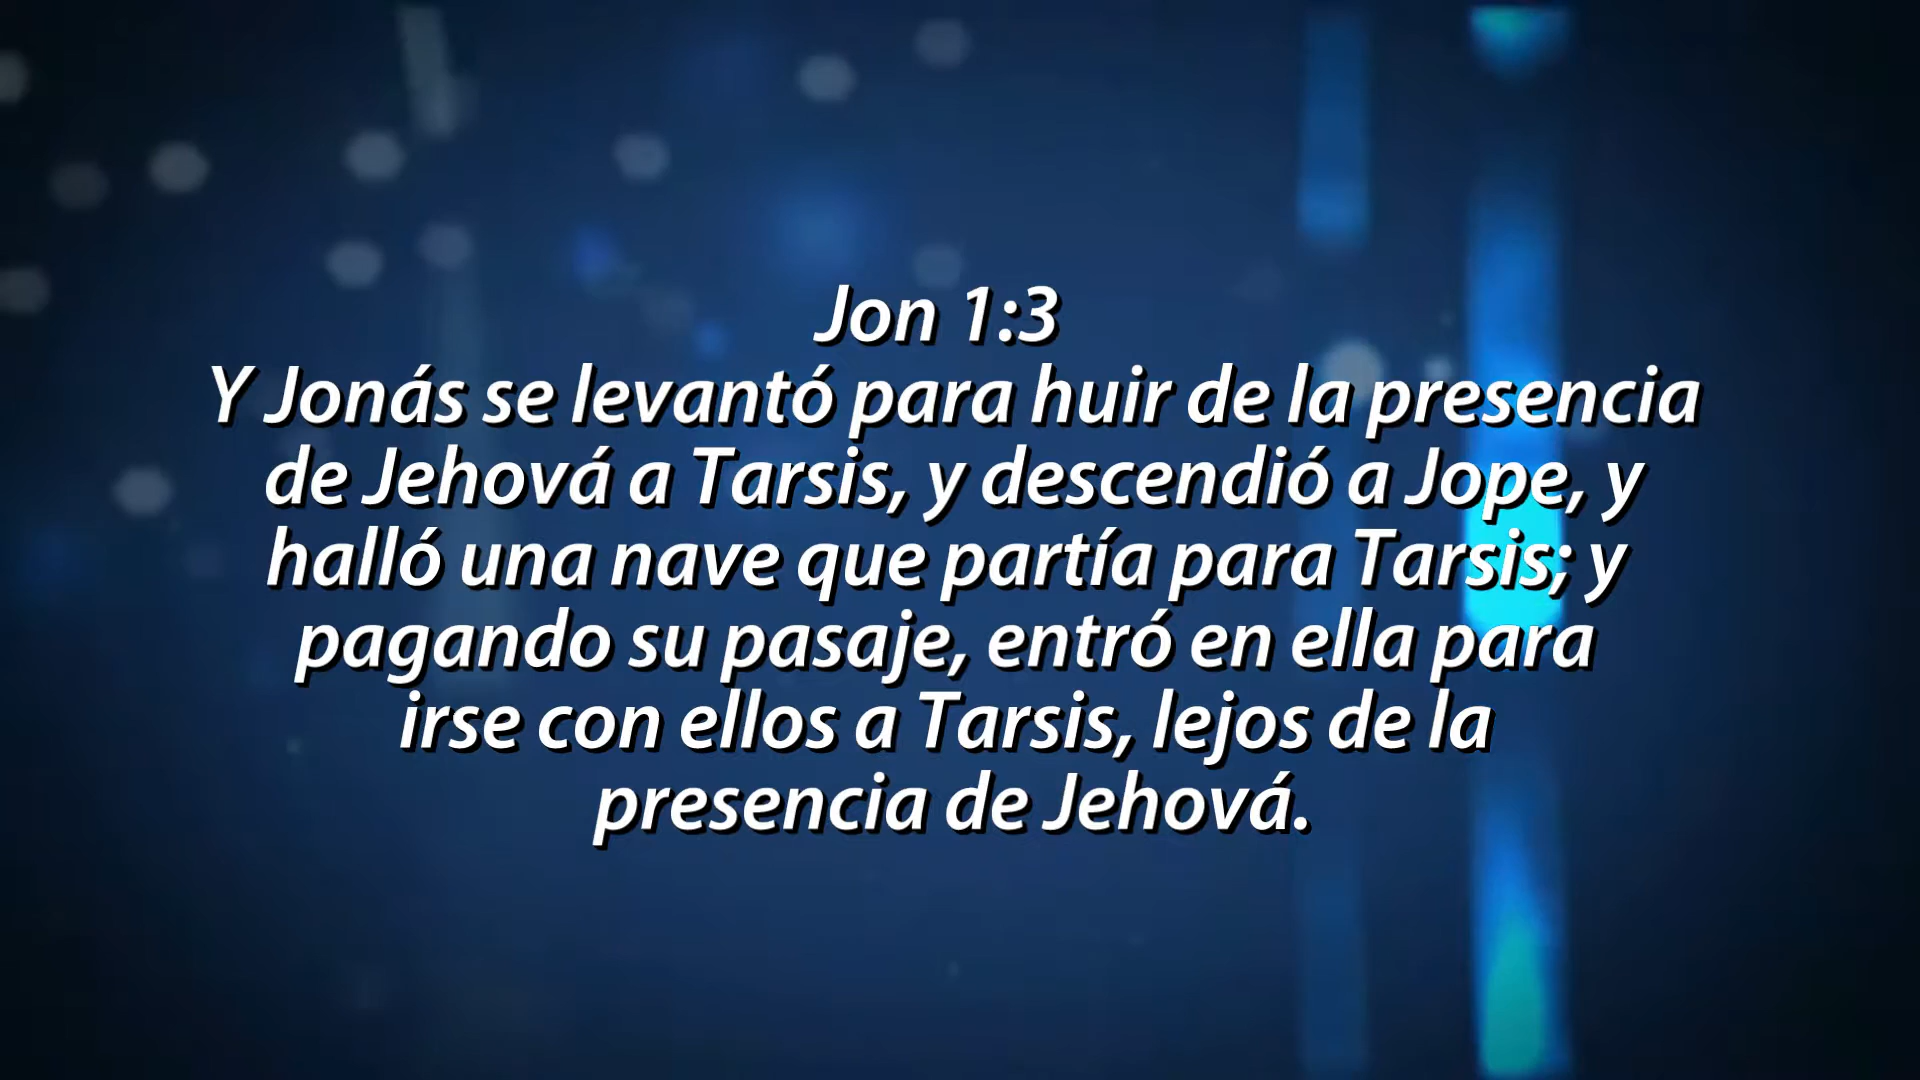 Jon 1:3
Y Jonás se levantó para huir de la presencia
de Jehová a Tarsis, y descendió a Jope, y
halló una nave que partía para Tarsis; y
pagando su pasaje, entró en ella para
irse con ellos a Tarsis, lejos de la
presencia de Jehová.